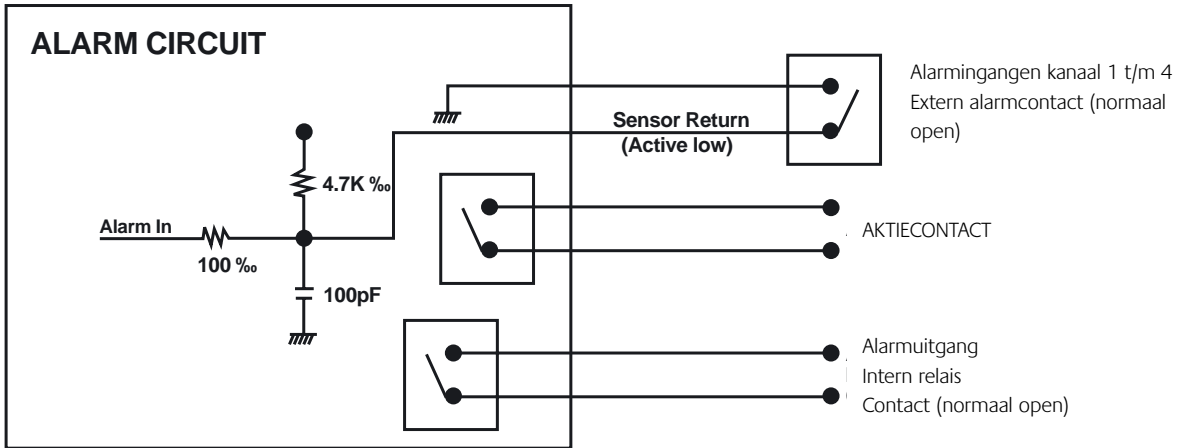 ALARM CIRCUIT
Alarmingangen kanaal 1 t/m 4
Extern alarmcontact (normaal
open)
Sensor Return
(Active low)
4.7K ‰
Alarm In
100 ‰
100pF
AKTIECONTACT
Alarmuitgang
Intern relais
Contact (normaal open)